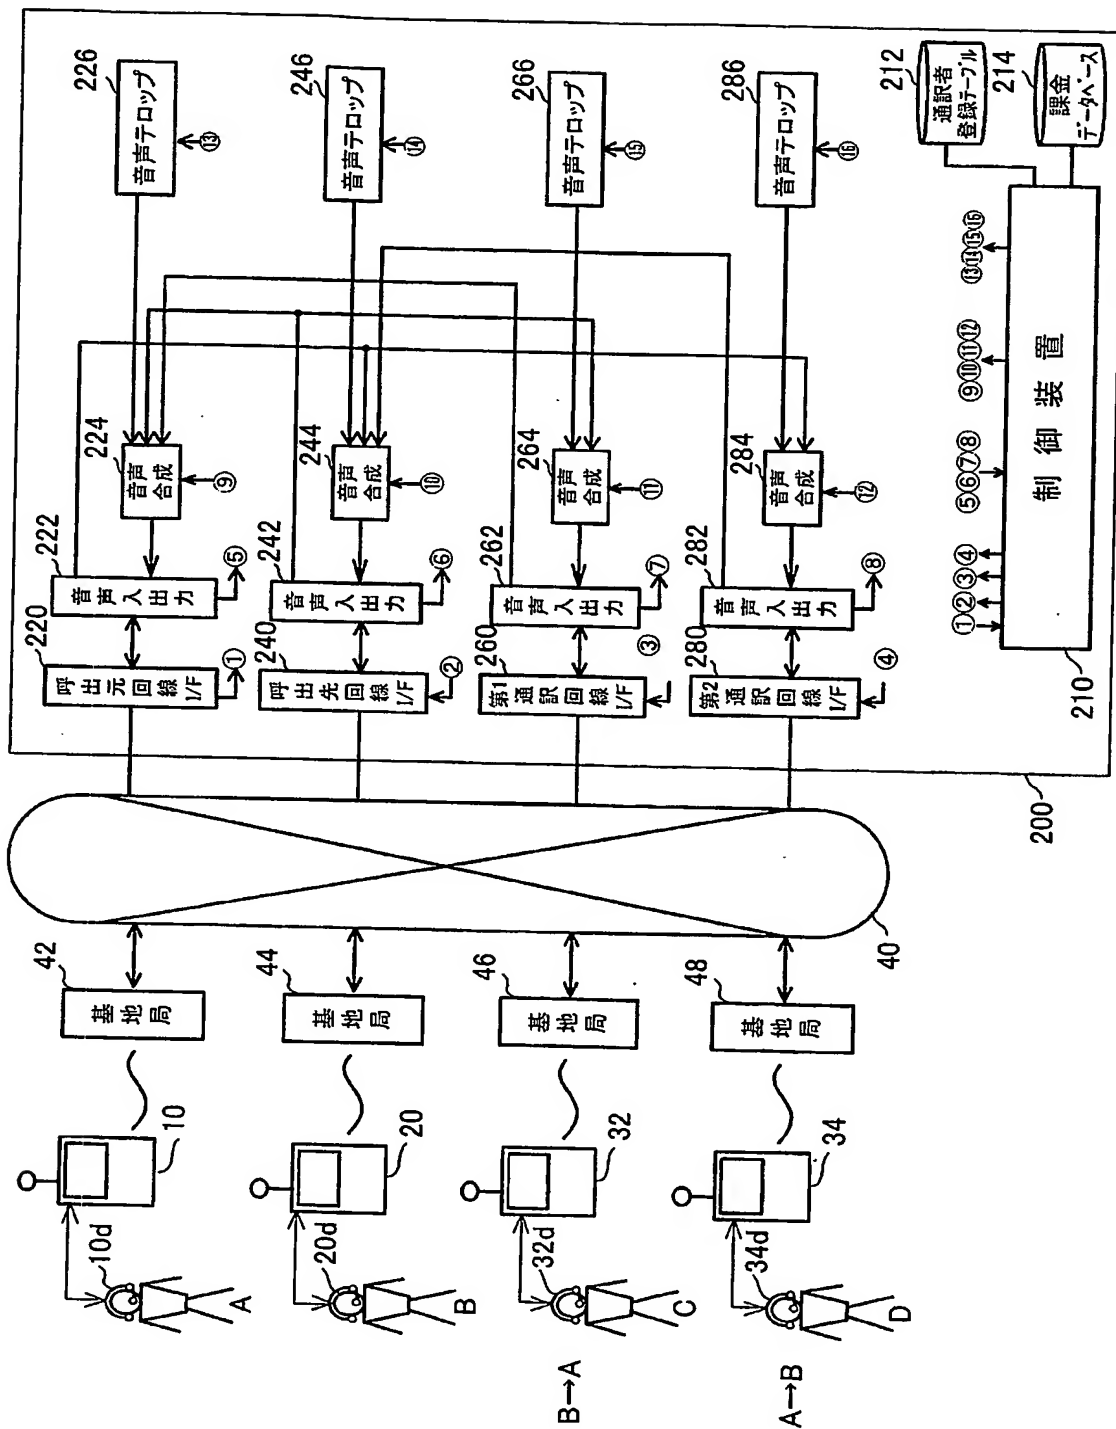 A
10d
10
基地局
42
220
呼出元回線I/F
①
222
音声入出力
⑤
224
音声合成
⑨
226
音声テロップ
⑬
B
20d
20
基地局
44
240
呼出先回線I/F
②
242
音声入出力
⑥
244
音声合成
⑩
246
音声テロップ
⑭
B→A
C
32d
32
基地局
46
260
第1通訳回線I/F
③
262
音声入出力
⑦
264
音声合成
⑪
266
音声テロップ
⑮
A→B
D
34d
34
基地局
48
280
第2通訳回線I/F
④
282
音声入出力
⑧
284
音声合成
⑫
286
音声テロップ
⑯
40
200
210
①②③④ ⑤⑥⑦⑧ ⑨⑩⑪⑫ ⑬⑭⑮⑯
制御装置
212
通訳者
登録テーブル
214
課金
データベース